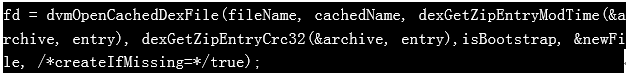 fd = dvmOpenCachedDexFile(fileName, cachedName, dexGetZipEntryModTime(&a
rchive, entry), dexGetZipEntryCrc32(&archive, entry),isBootstrap, &newFi
le, /*createIfMissing=*/true);